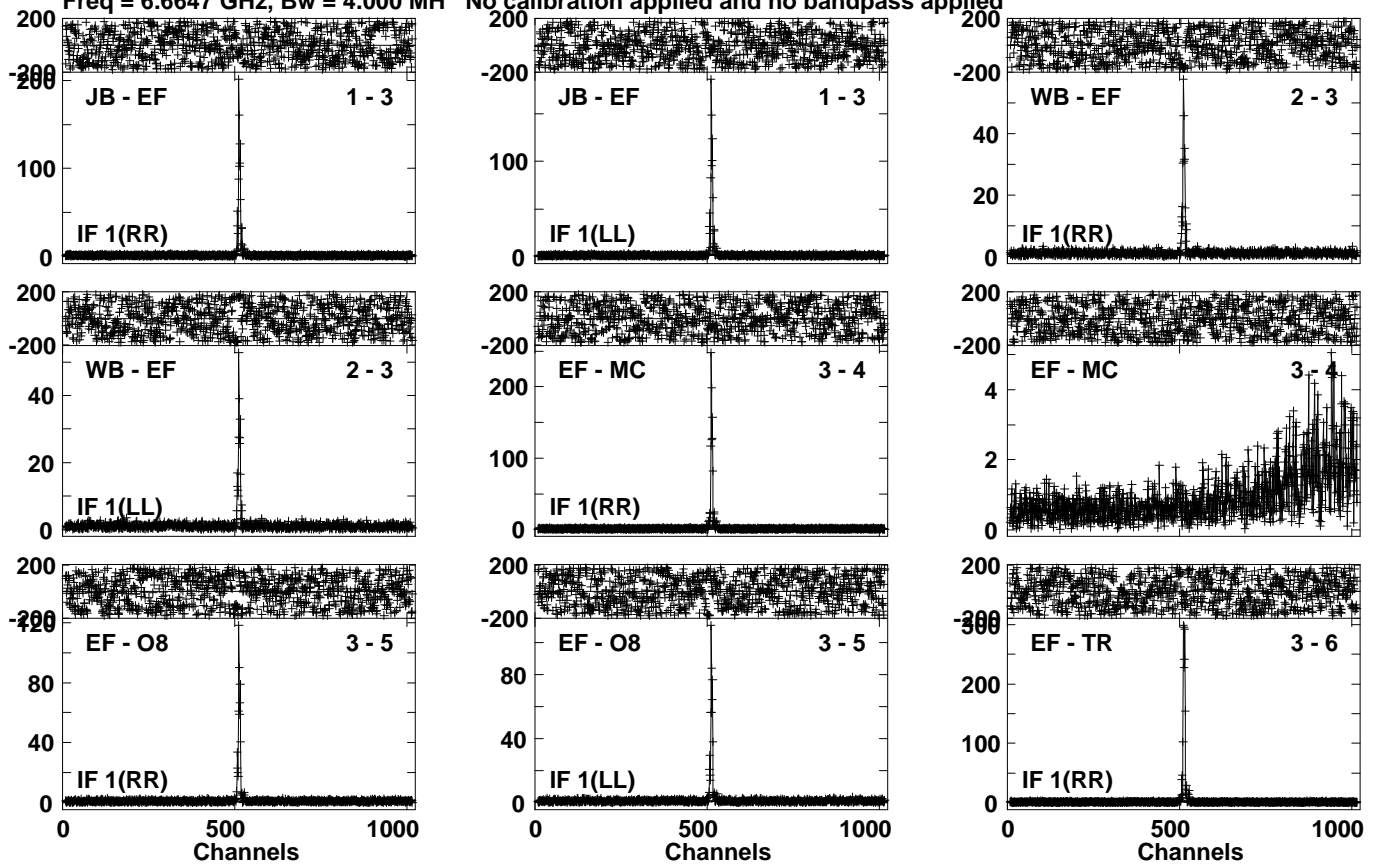 Freq = 6.6647 GHz, Bw = 4.000 MH No calibration applied and no bandpass applied
200 200 200
-200 -200 -200
200
JB - EF 1 - 3 JB - EF 1 - 3 WB - EF 2 - 3
40
100 100
20
IF 1(RR) IF 1(LL) IF 1(RR)
0 0 0
200 200 200
-200 -200 -200
WB - EF 2 - 3 EF - MC 3 - 4 EF - MC 3 - 4
40 200 4
20 100 2
IF 1(LL) IF 1(RR)
0 0 0
200 200 200
-200 -200 -200
120 300
EF - O8 3 - 5 EF - O8 3 - 5 EF - TR 3 - 6
80 80 200
40 40 100
IF 1(RR) IF 1(LL) IF 1(RR)
0 0 0
0 500 1000 0 500 1000 0 500 1000
Channels Channels Channels